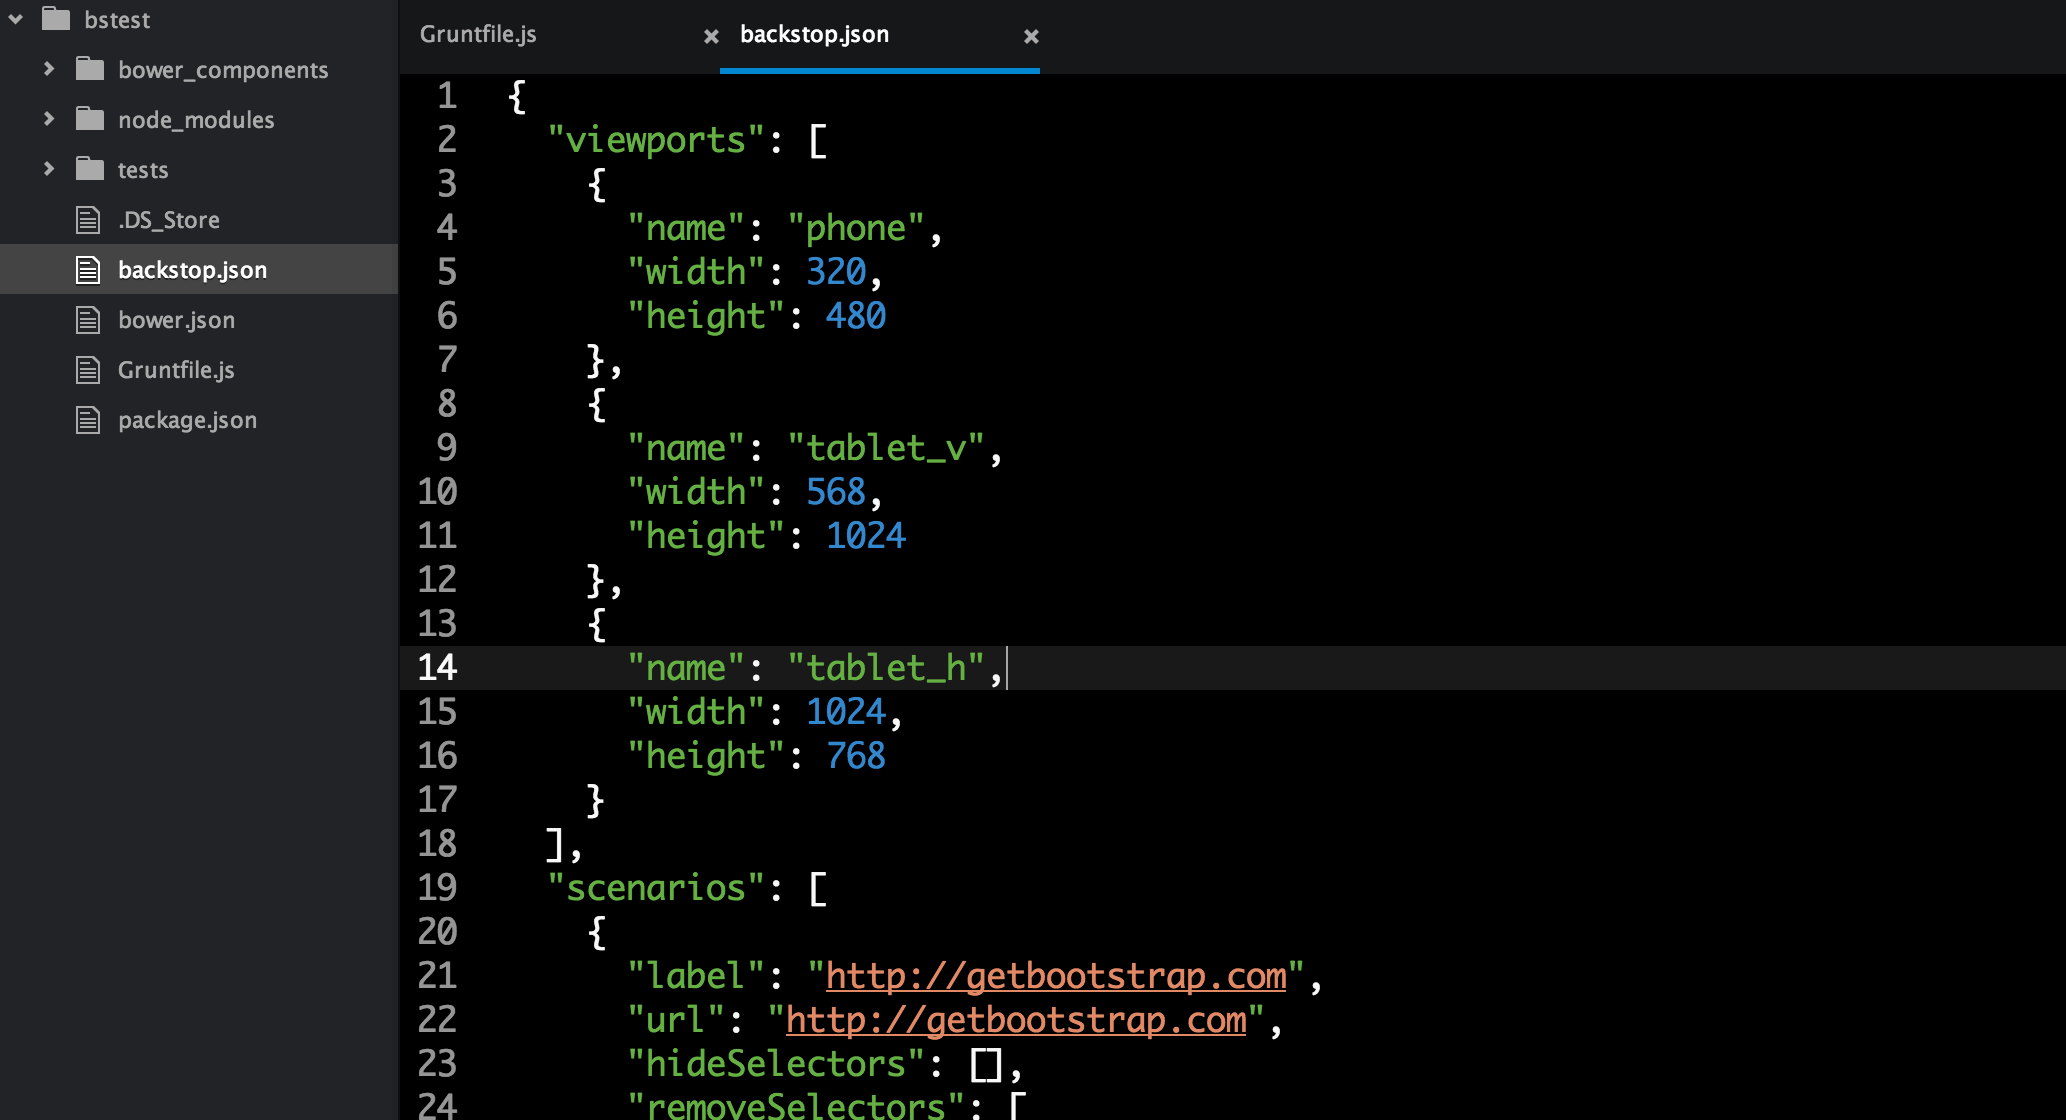 bstest
bower_components
node_modules
tests
.DS_Store
backstop.json
bower.json
Gruntfile.js
package.json
Gruntfile.js × backstop.json ×
1 {
2   "viewports": [
3     {
4       "name": "phone",
5       "width": 320,
6       "height": 480
7     },
8     {
9       "name": "tablet_v",
10       "width": 568,
11       "height": 1024
12     },
13     {
14       "name": "tablet_h",
15       "width": 1024,
16       "height": 768
17     }
18   ],
19   "scenarios": [
20     {
21       "label": "http://getbootstrap.com",
22       "url": "http://getbootstrap.com",
23       "hideSelectors": [],
24       "removeSelectors": [